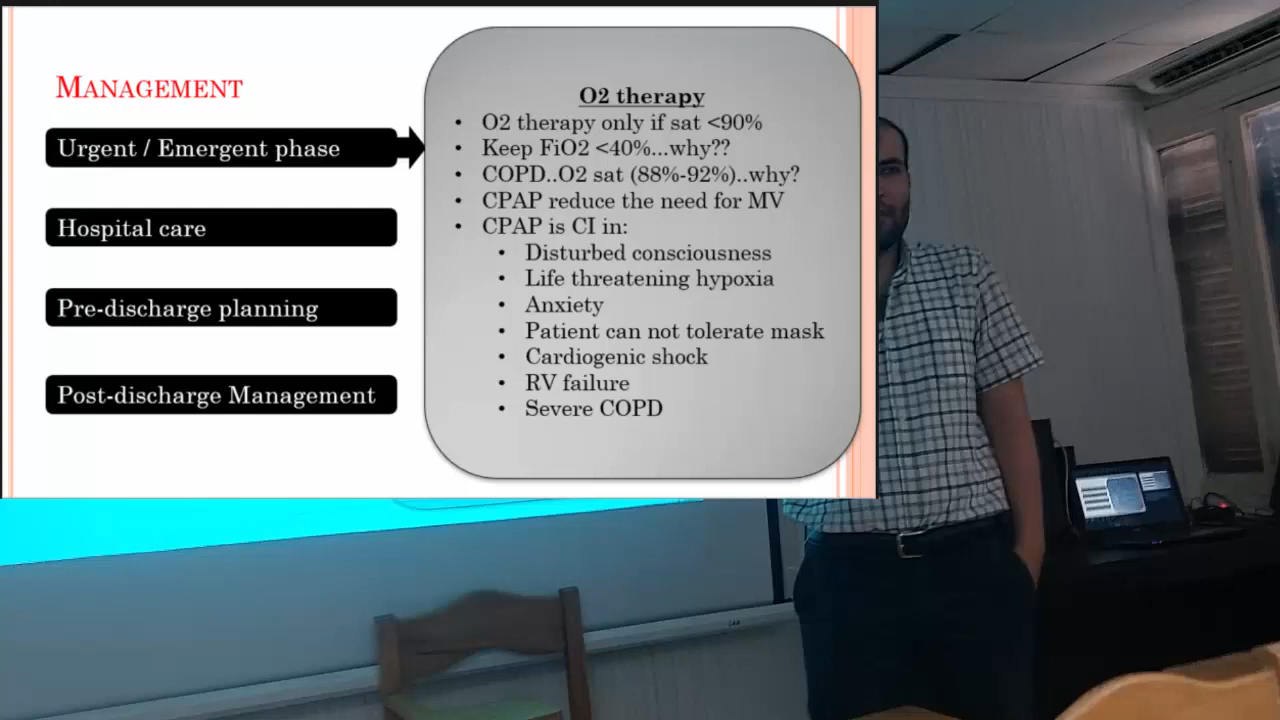 MANAGEMENT
Urgent / Emergent phase
Hospital care
Pre-discharge planning
Post-discharge Management
O2 therapy
• O2 therapy only if sat <90%
• Keep FiO2 <40%...why??
• COPD..O2 sat (88%-92%)..why?
• CPAP reduce the need for MV
• CPAP is CI in:
• Disturbed consciousness
• Life threatening hypoxia
• Anxiety
• Patient can not tolerate mask
• Cardiogenic shock
• RV failure
• Severe COPD